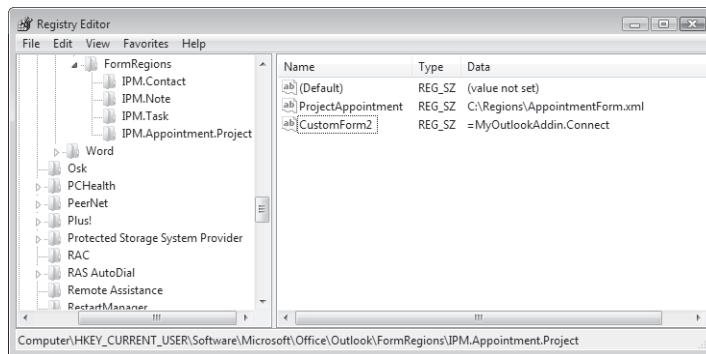 Registry Editor
File Edit View Favorites Help
FormRegions
IPM.Contact
IPM.Note
IPM.Task
IPM.Appointment.Project
Word
Osk
PCHealth
PeerNet
Plus!
Protected Storage System Provider
RAC
RAS AutoDial
Remote Assistance
RestartManager
Name Type Data
ab (Default) REG_SZ (value not set)
ab ProjectAppointment REG_SZ C:\Regions\AppointmentForm.xml
ab CustomForm2 REG_SZ =MyOutlookAddin.Connect
Computer\HKEY_CURRENT_USER\Software\Microsoft\Office\Outlook\FormRegions\IPM.Appointment.Project